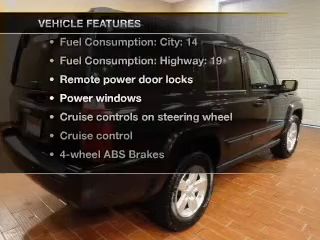 VEHICLE FEATURES
• Fuel Consumption: City: 14
• Fuel Consumption: Highway: 19
• Remote power door locks
• Power windows
• Cruise controls on steering wheel
• Cruise control
• 4-wheel ABS Brakes